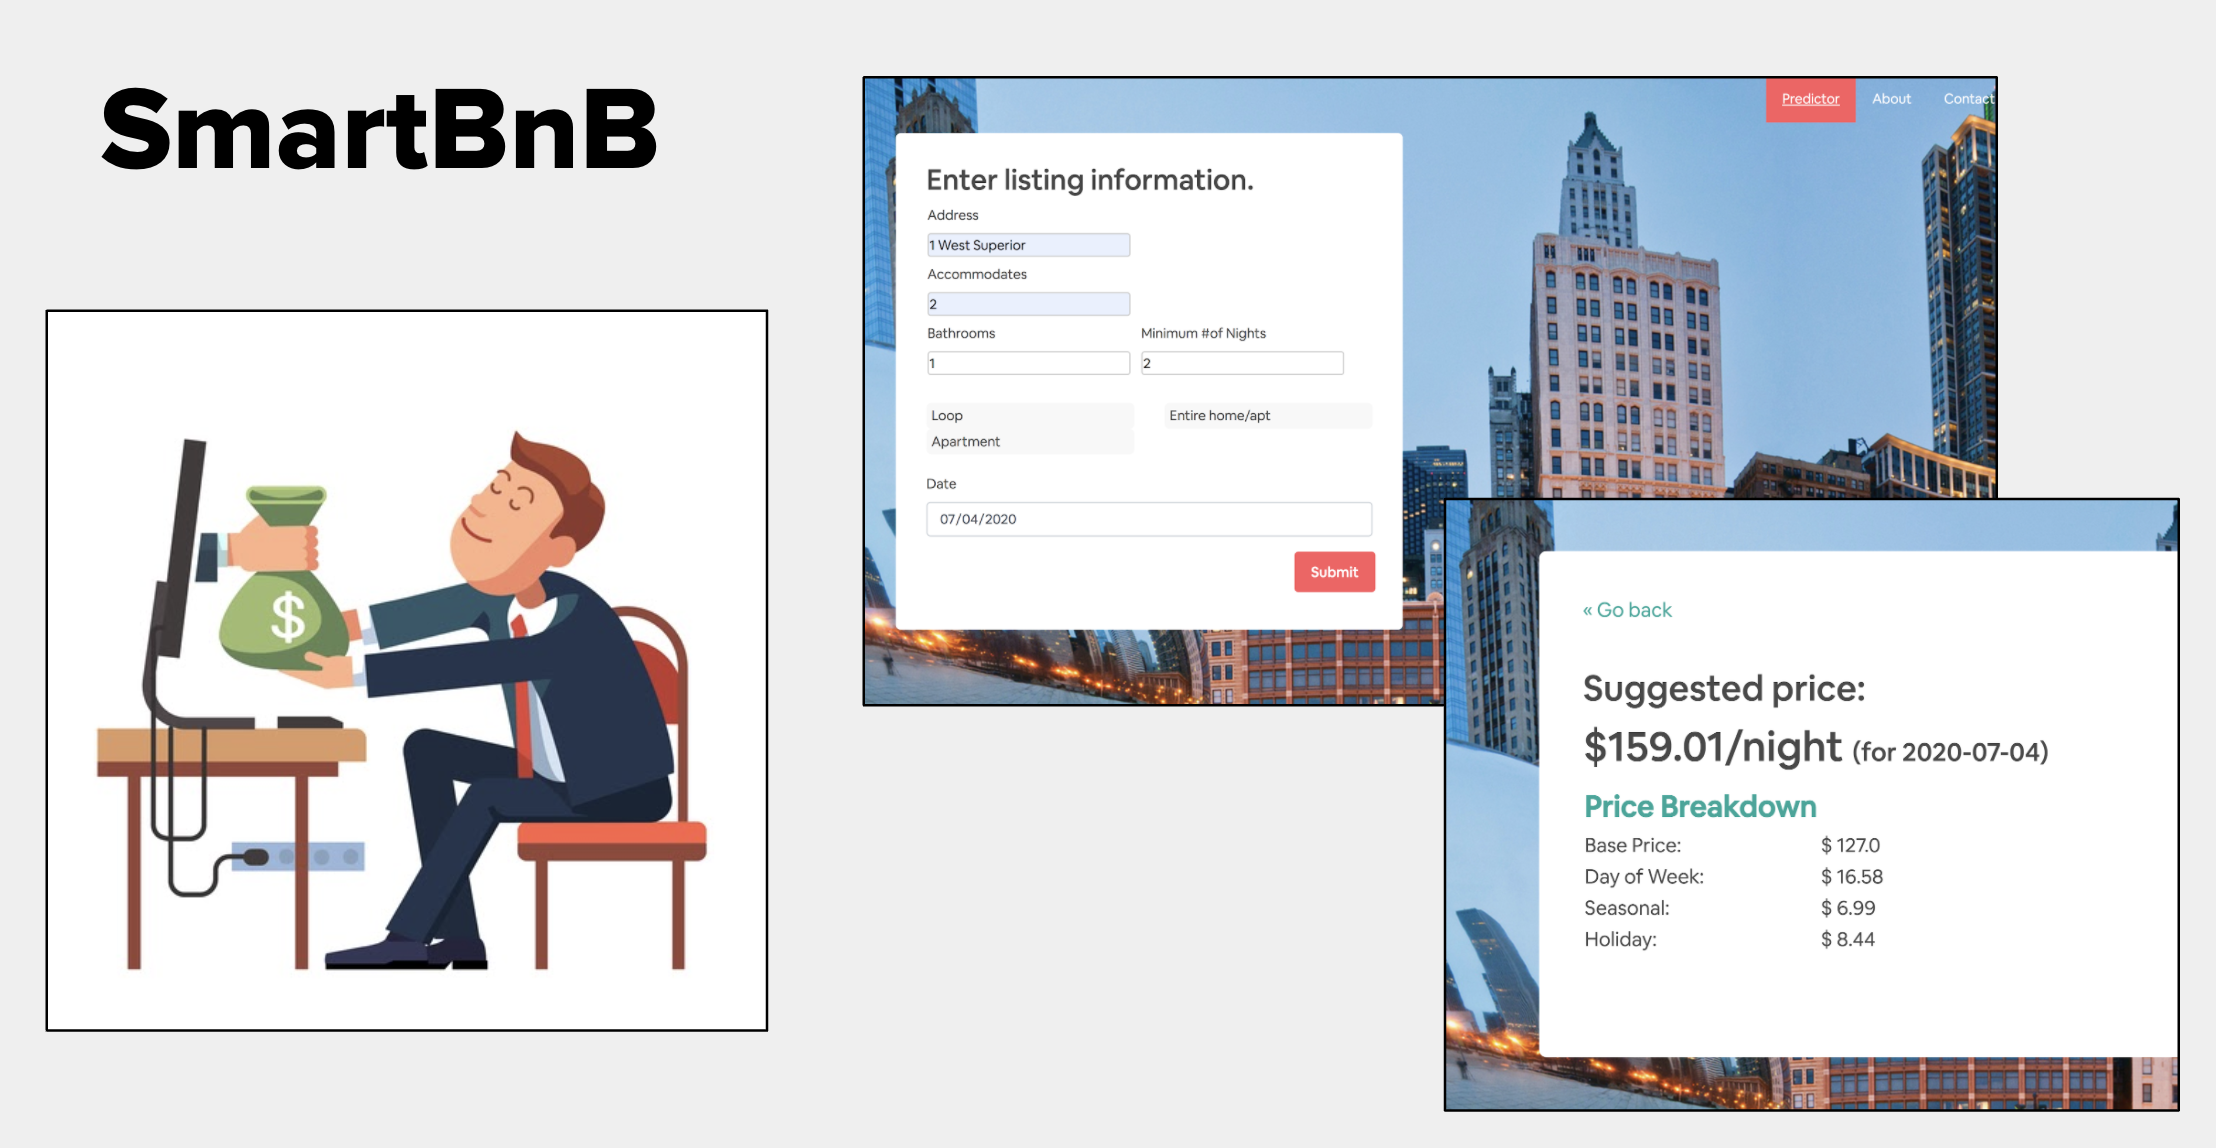 SmartBnB
Predictor About Contact
Enter listing information.
Address
1 West Superior
Accommodates
2
Bathrooms Minimum #of Nights
1 2
Loop Entire home/apt
Apartment
Date
07/04/2020
Submit
$
« Go back
Suggested price:
$159.01/night (for 2020-07-04)
Price Breakdown
Base Price: $ 127.0
Day of Week: $ 16.58
Seasonal: $ 6.99
Holiday: $ 8.44